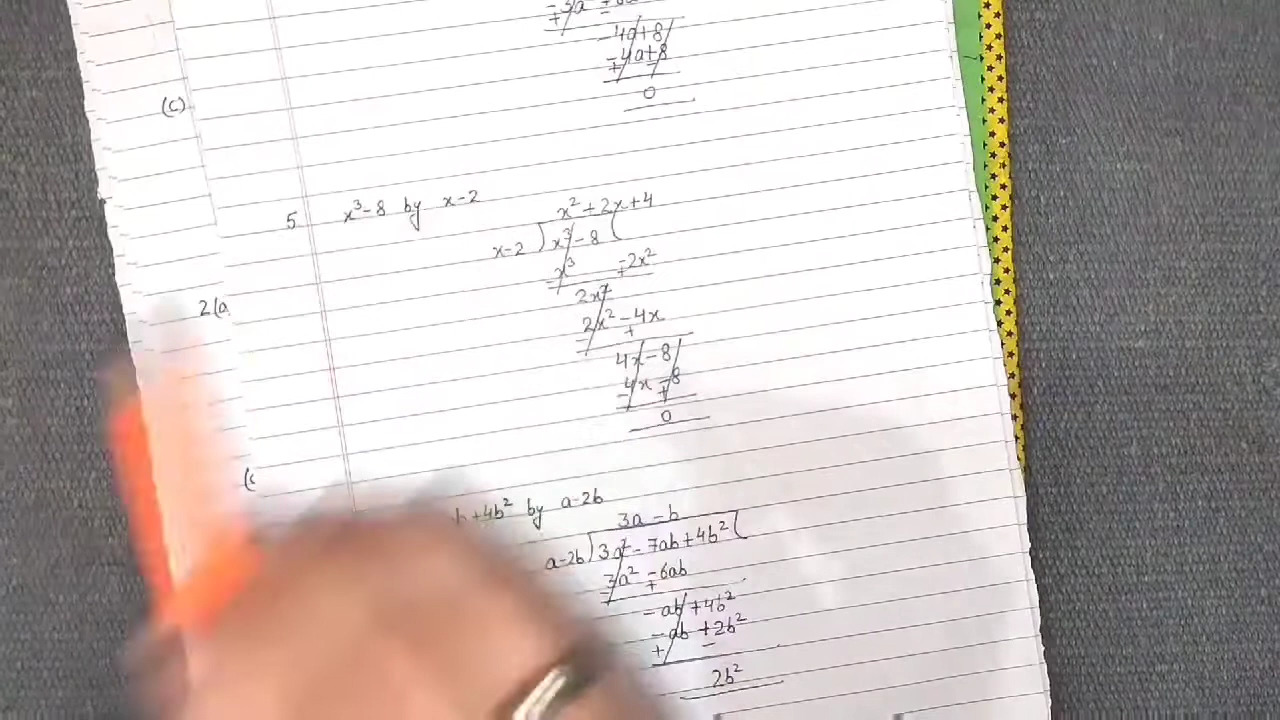 4a+8
-4a+8
+ -
0
(c)
5. x³-8 by x-2
x²+2x+4
x-2)x³-8(
x³ -2x²
- +
2x²
2x²-4x
- +
4x-8
4x-8
- +
0
2(a
b+4b² by a-2b
3a-b
a-2b)3a²-7ab+4b²(
3a²-6ab
- +
-ab+4b²
-ab+2b²
+ -
2b²